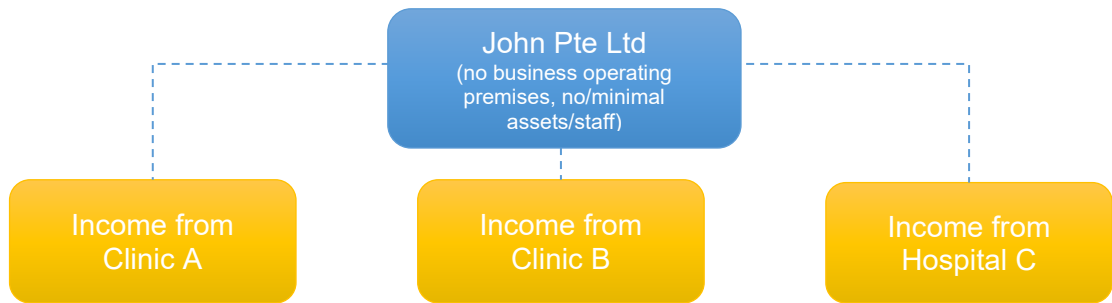 John Pte Ltd
(no business operating
premises, no/minimal
assets/staff)
Income from
Clinic A
Income from
Clinic B
Income from
Hospital C